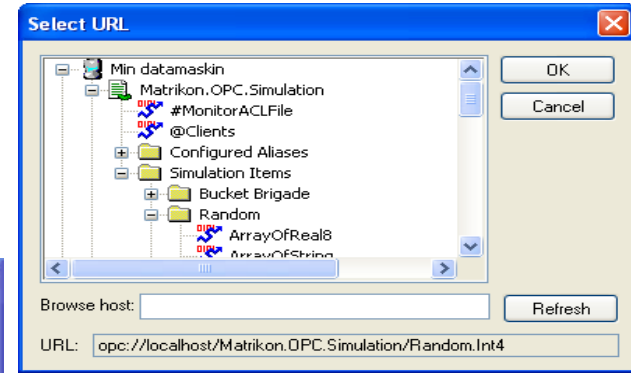 Select URL
Min datamaskin
OK
Matrikon.OPC.Simulation
#MonitorACLFile
Cancel
@Clients
Configured Aliases
Simulation Items
Bucket Brigade
Random
ArrayOfReal8
ArrayOfString
Browse host:
Refresh
URL: opc://localhost/Matrikon.OPC.Simulation/Random.Int4